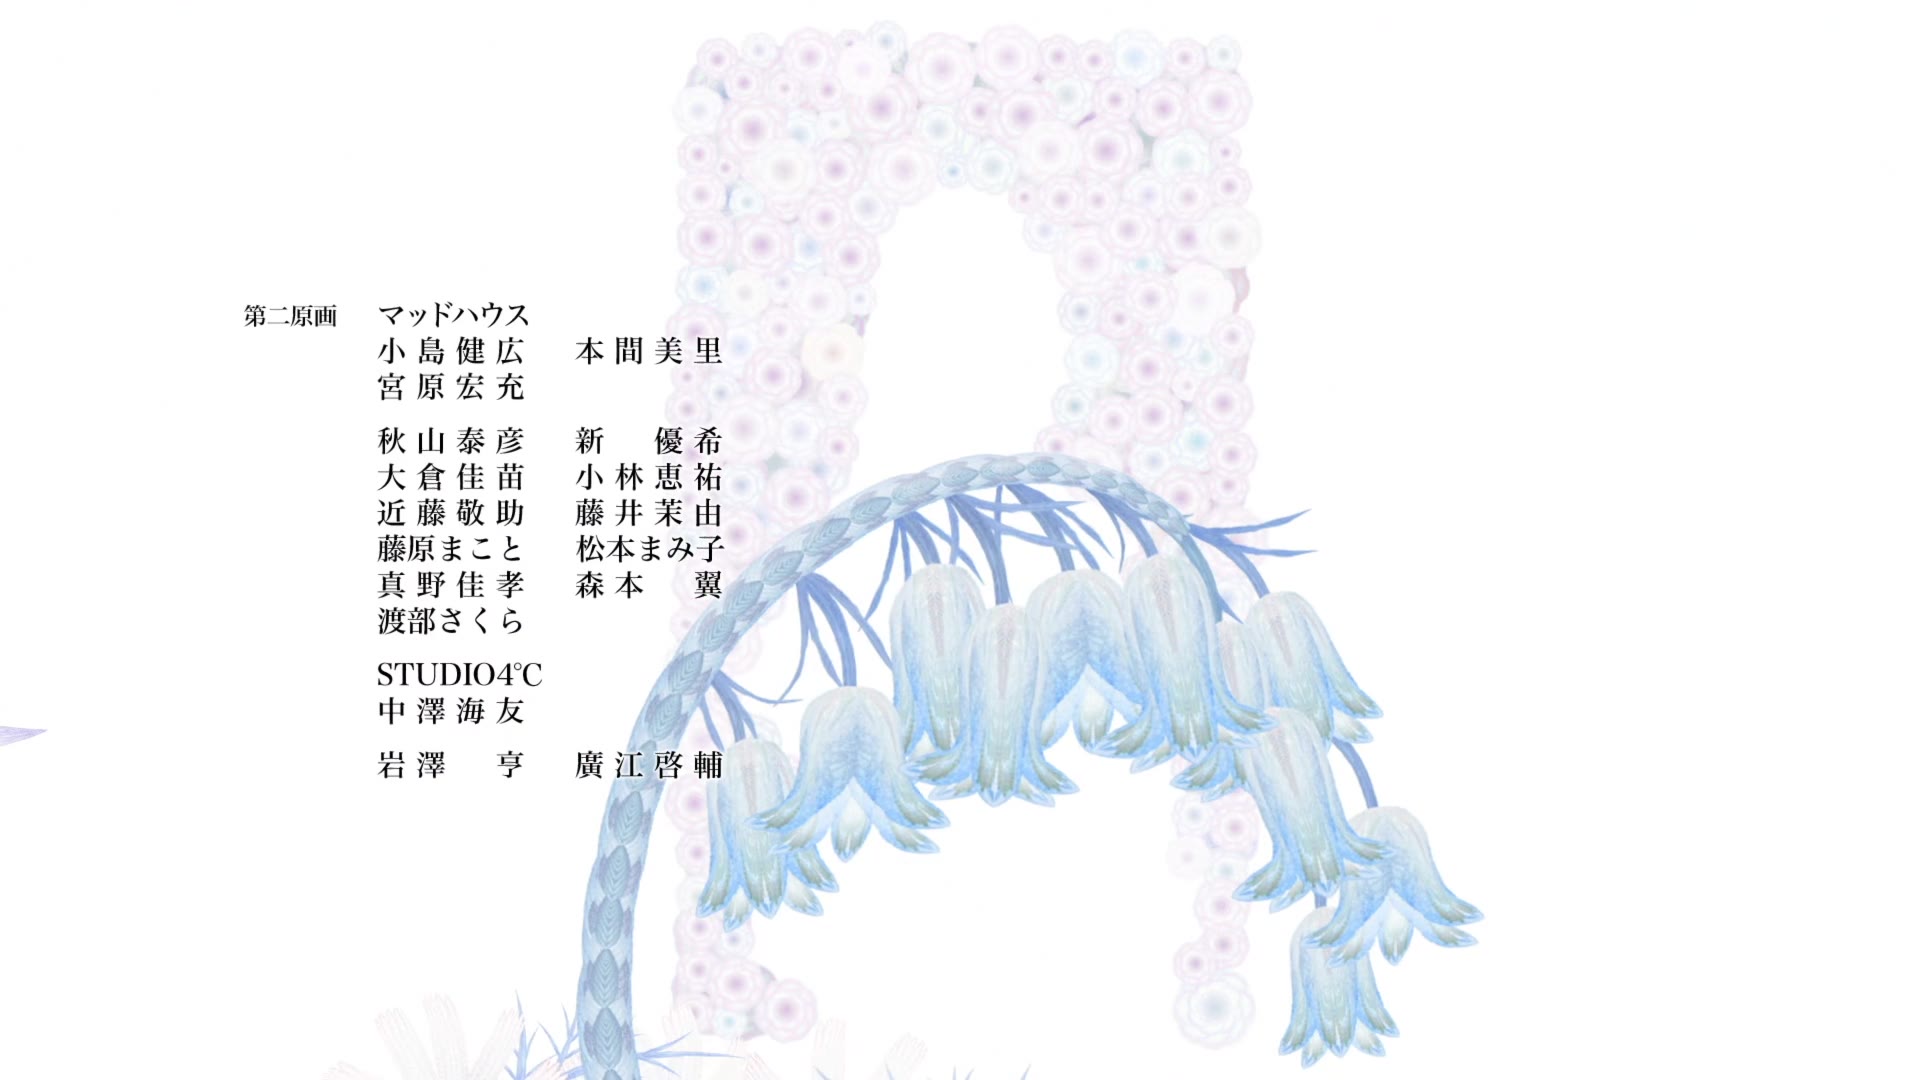 第二原画 マッドハウス
小島健広 本間美里
宮原宏充
秋山泰彦 新優希
大倉佳苗 小林恵祐
近藤敬助 藤井茉由
藤原まこと 松本まみ子
真野佳孝 森本翼
渡部さくら
STUDIO4℃
中澤海友
岩澤亨 廣江啓輔